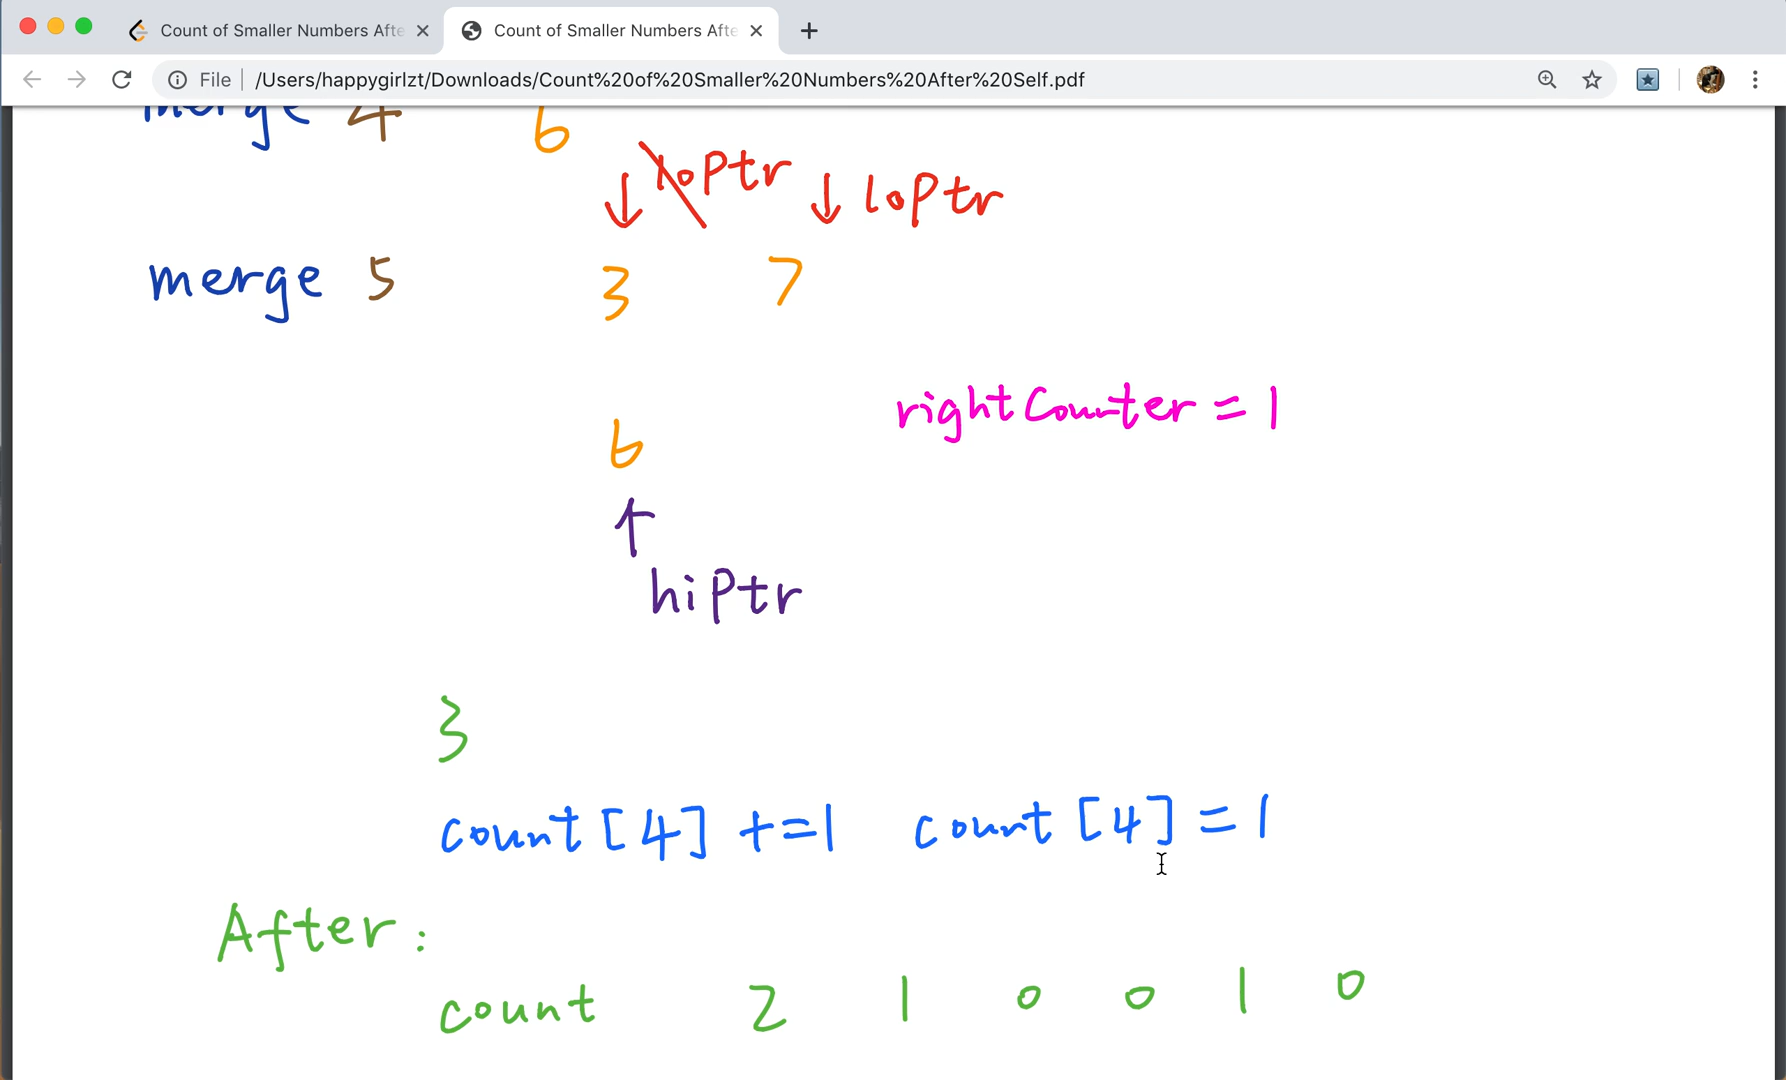 Count of Smaller Numbers Afte
Count of Smaller Numbers Afte
File
/Users/happygirlzt/Downloads/Count%20of%20Smaller%20Numbers%20After%20Self.pdf
merge 4 6
loPtr loPtr
merge 5 3 7
rightCounter = 1
6
hiPtr
3
count [4] +=1 count [4] = 1
After:
count 2 1 0 0 1 0